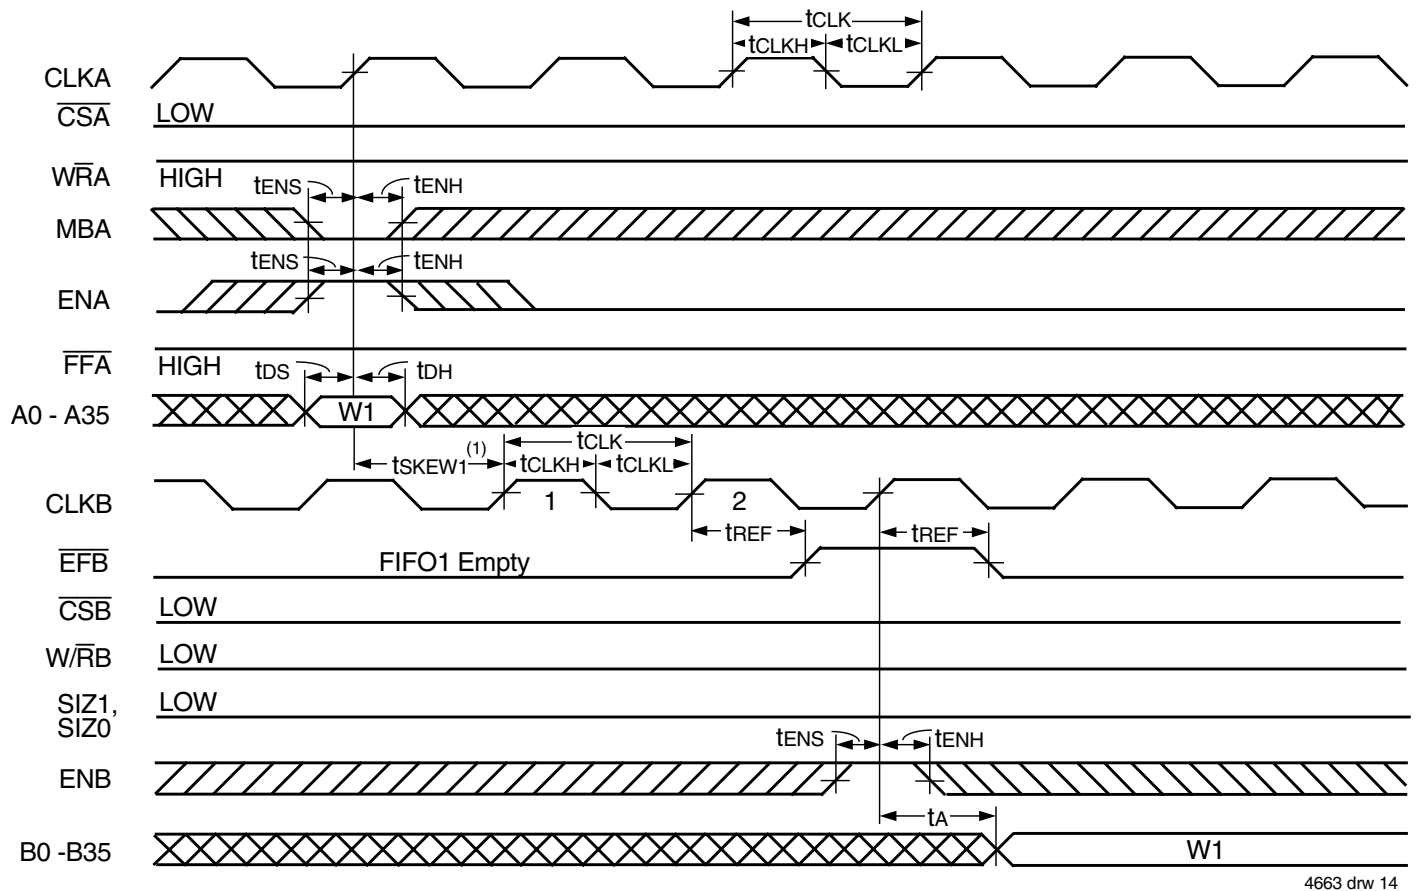 tCLK
tCLKH tCLKL
CLKA
CSA LOW
WRA HIGH
tENS tENH
MBA
tENS tENH
ENA
FFA HIGH
tDS tDH
A0 - A35 W1
tCLK
tSKEW1(1) tCLKH tCLKL
CLKB 1 2
tREF tREF
EFB FIFO1 Empty
CSB LOW
W/RB LOW
SIZ1, LOW
SIZ0
tENS tENH
ENB
tA
B0 -B35 W1
4663 drw 14